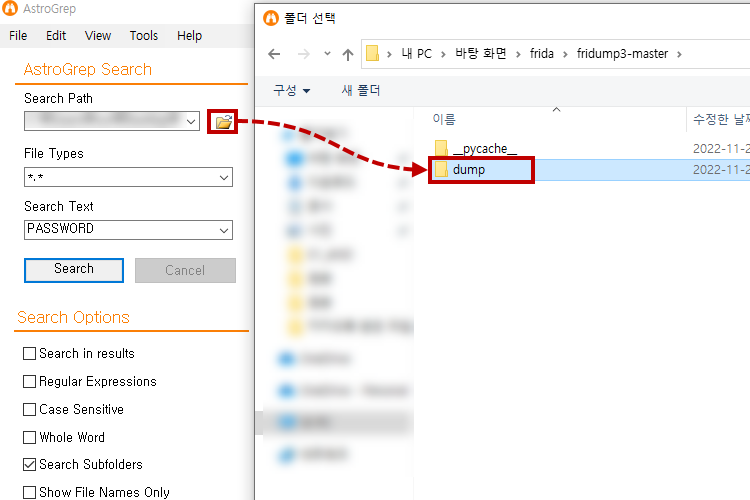 AstroGrep
File Edit View Tools Help
AstroGrep Search
Search Path
File Types
*.*
Search Text
PASSWORD
Search Cancel
Search Options
Search in results
Regular Expressions
Case Sensitive
Whole Word
Search Subfolders
Show File Names Only
폴더 선택
내 PC > 바탕 화면 > frida > fridump3-master >
구성 새 폴더
이름 수정한 날짜
__pycache__ 2022-11-2
dump 2022-11-2